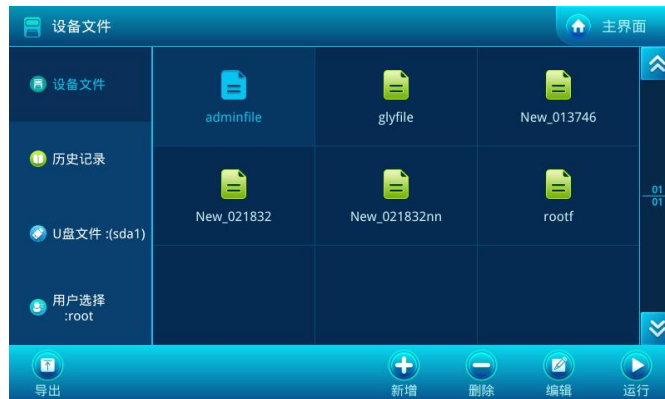 设备文件
主界面
设备文件
历史记录
U盘文件 :(sda1)
用户选择
:root
adminfile
glyfile
New_013746
New_021832
New_021832nn
rootf
01
01
导出
新增
删除
编辑
运行